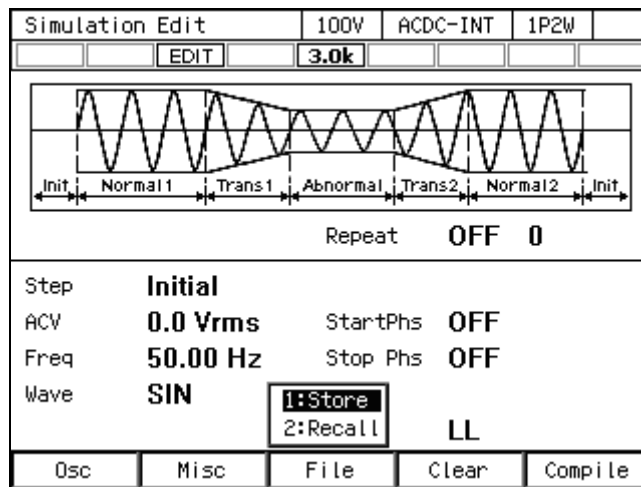 Simulation Edit 100V ACDC-INT 1P2W
EDIT 3.0k
Init Normal1 Trans1 Abnormal Trans2 Normal2 Init
Repeat OFF 0
Step Initial
ACV 0.0 Vrms StartPhs OFF
Freq 50.00 Hz Stop Phs OFF
Wave SIN
1:Store
2:Recall LL
Osc Misc File Clear Compile